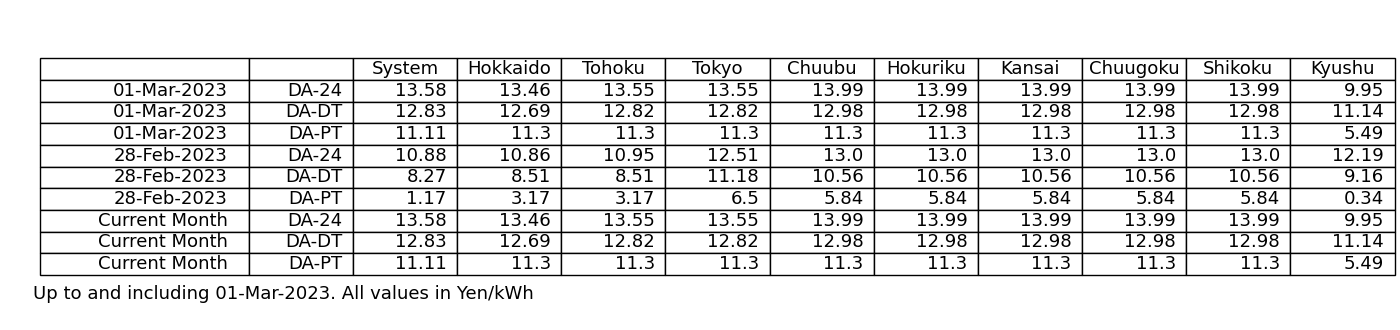 System Hokkaido Tohoku Tokyo Chuubu Hokuriku Kansai Chuugoku Shikoku Kyushu
01-Mar-2023 DA-24 13.58 13.46 13.55 13.55 13.99 13.99 13.99 13.99 13.99 9.95
01-Mar-2023 DA-DT 12.83 12.69 12.82 12.82 12.98 12.98 12.98 12.98 12.98 11.14
01-Mar-2023 DA-PT 11.11 11.3 11.3 11.3 11.3 11.3 11.3 11.3 11.3 5.49
28-Feb-2023 DA-24 10.88 10.86 10.95 12.51 13.0 13.0 13.0 13.0 13.0 12.19
28-Feb-2023 DA-DT 8.27 8.51 8.51 11.18 10.56 10.56 10.56 10.56 10.56 9.16
28-Feb-2023 DA-PT 1.17 3.17 3.17 6.5 5.84 5.84 5.84 5.84 5.84 0.34
Current Month DA-24 13.58 13.46 13.55 13.55 13.99 13.99 13.99 13.99 13.99 9.95
Current Month DA-DT 12.83 12.69 12.82 12.82 12.98 12.98 12.98 12.98 12.98 11.14
Current Month DA-PT 11.11 11.3 11.3 11.3 11.3 11.3 11.3 11.3 11.3 5.49
Up to and including 01-Mar-2023. All values in Yen/kWh